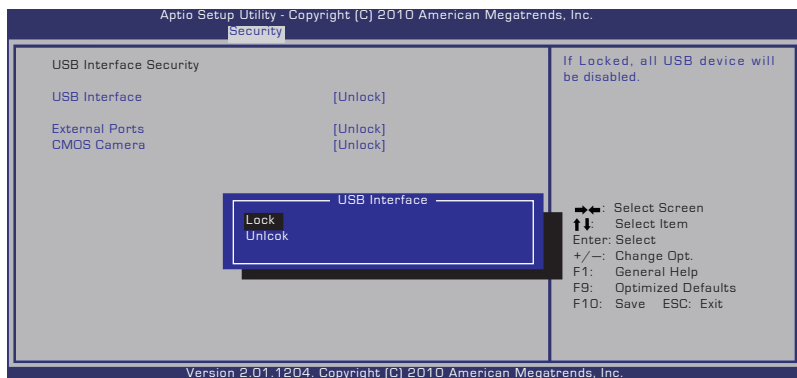 Aptio Setup Utility - Copyright (C) 2010 American Megatrends, Inc.
Security
USB Interface Security
USB Interface [Unlock]
External Ports [Unlock]
CMOS Camera [Unlock]
USB Interface
Lock
Unlcok
If Locked, all USB device will
be disabled.
→←: Select Screen
↑↓: Select Item
Enter: Select
+/—: Change Opt.
F1: General Help
F9: Optimized Defaults
F10: Save ESC: Exit
Version 2.01.1204. Copyright (C) 2010 American Megatrends, Inc.